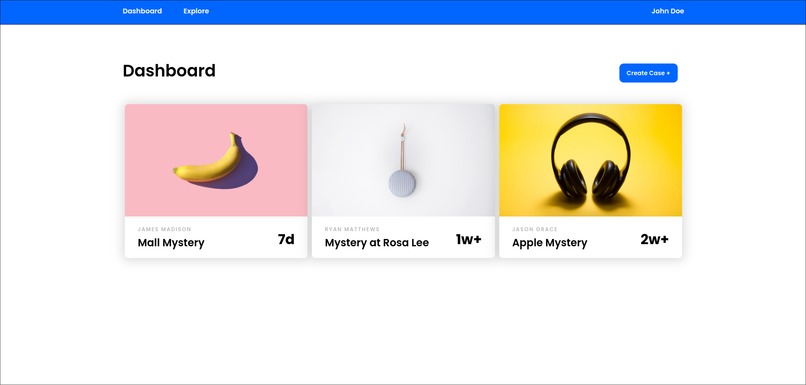 Dashboard Explore John Doe
Dashboard
Create Case +
JAMES MADISON
Mall Mystery
7d
RYAN MATTHEWS
Mystery at Rosa Lee
1w+
JASON GRACE
Apple Mystery
2w+